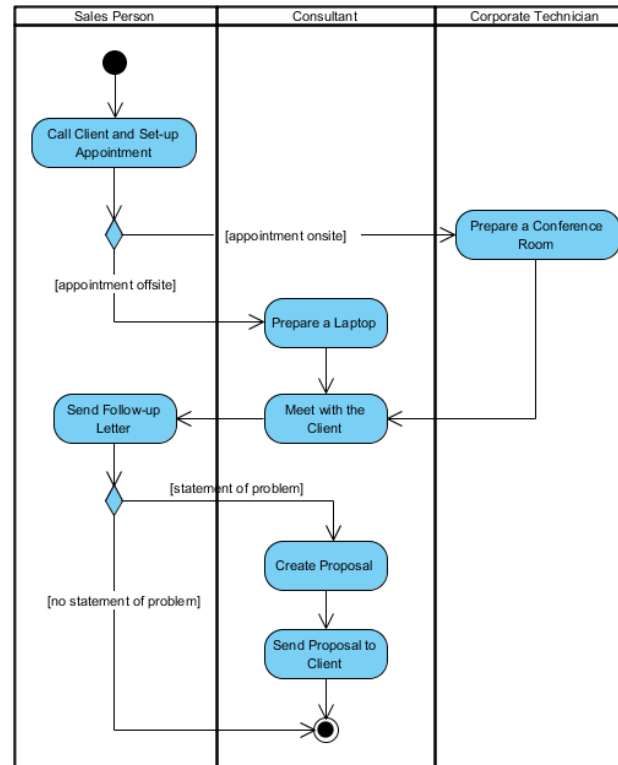 Sales Person
Consultant
Corporate Technician
Call Client and Set-up
Appointment
[appointment onsite]
Prepare a Conference
Room
[appointment offsite]
Prepare a Laptop
Send Follow-up
Letter
Meet with the
Client
[statement of problem]
Create Proposal
[no statement of problem]
Send Proposal to
Client